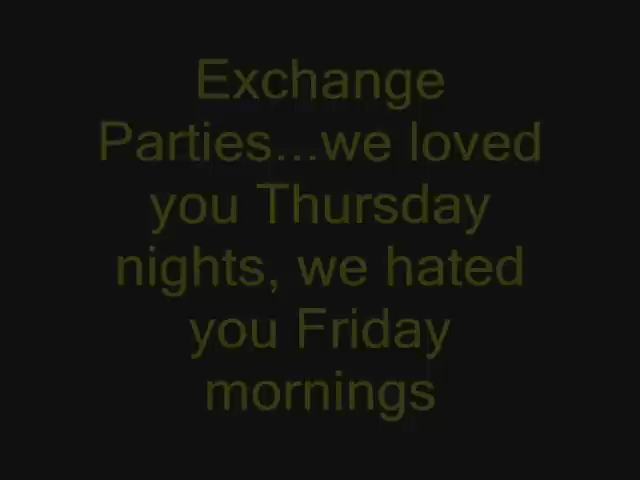 Exchange
Parties...we loved
you Thursday
nights, we hated
you Friday
mornings